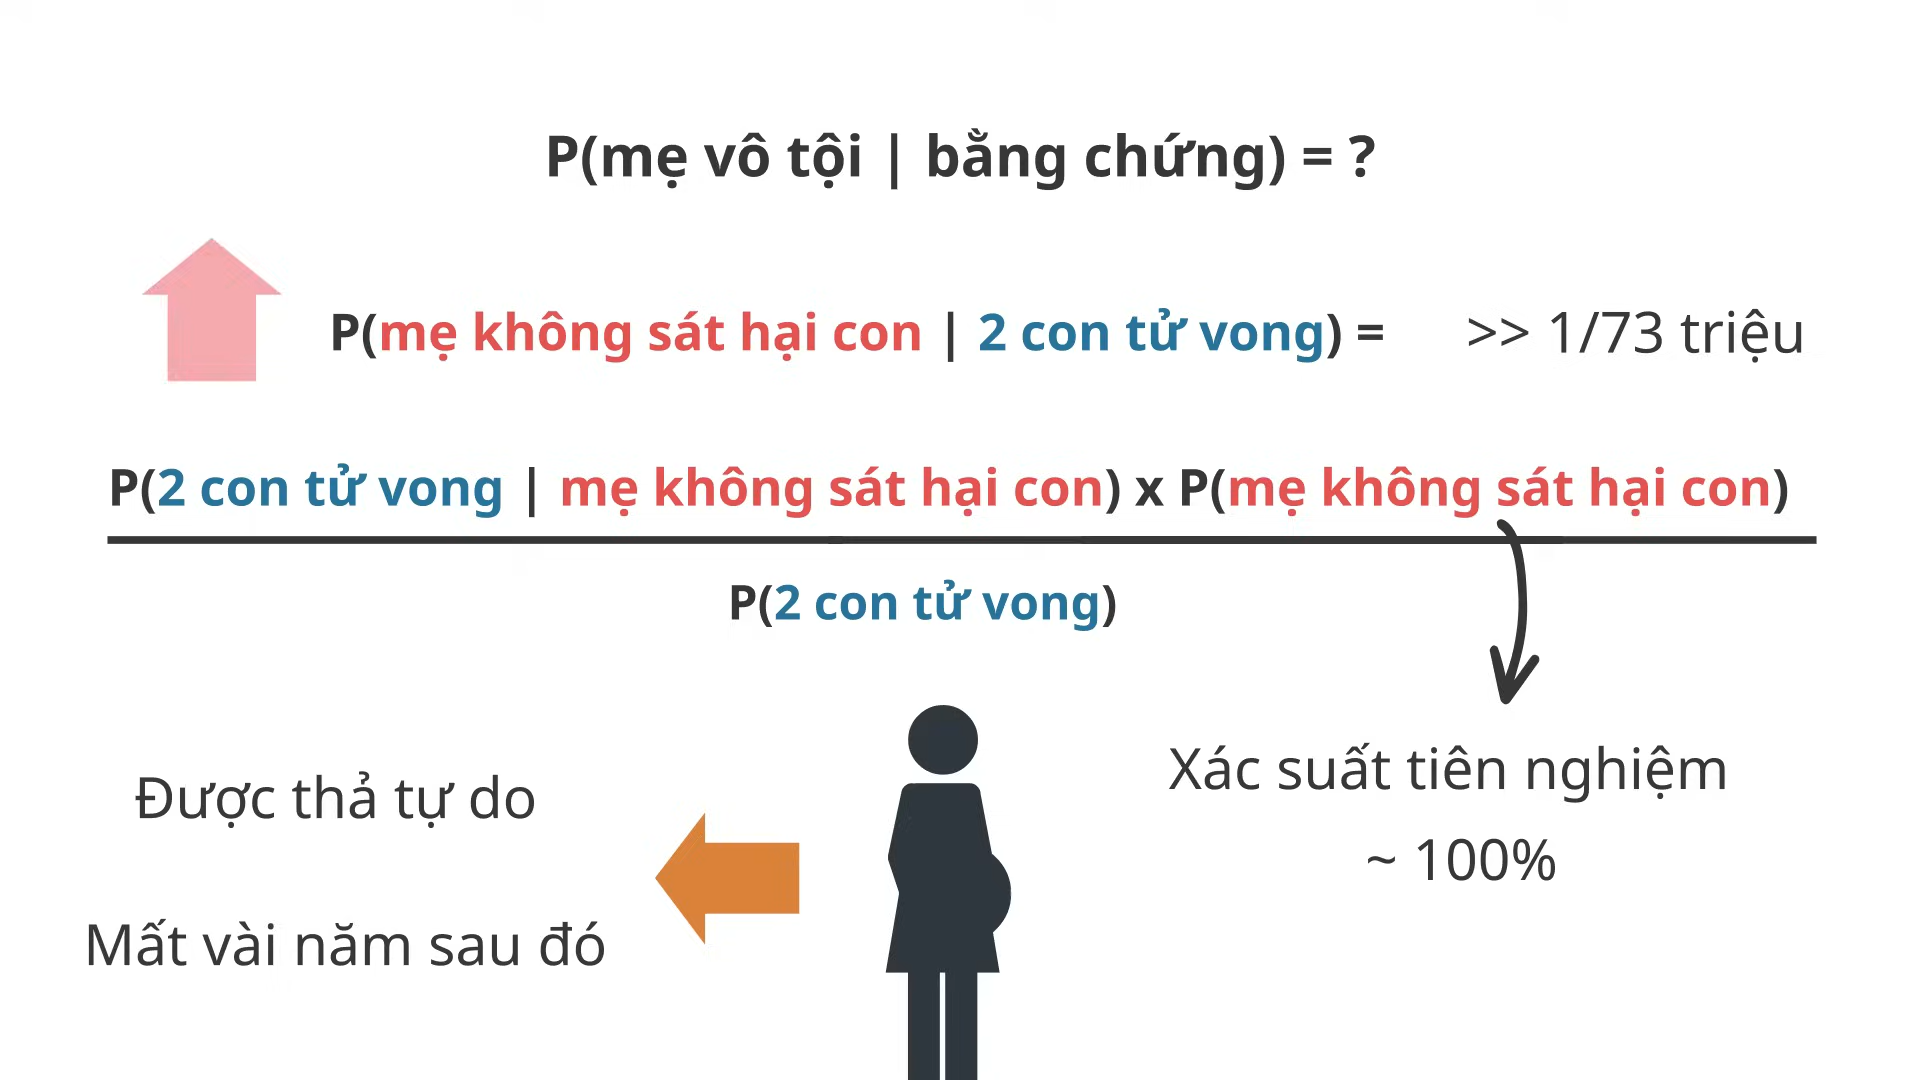 P(mẹ vô tội | bằng chứng) = ?
P(mẹ không sát hại con | 2 con tử vong) = >> 1/73 triệu
P(2 con tử vong | mẹ không sát hại con) x P(mẹ không sát hại con)
P(2 con tử vong)
Xác suất tiên nghiệm
~ 100%
Được thả tự do
Mất vài năm sau đó